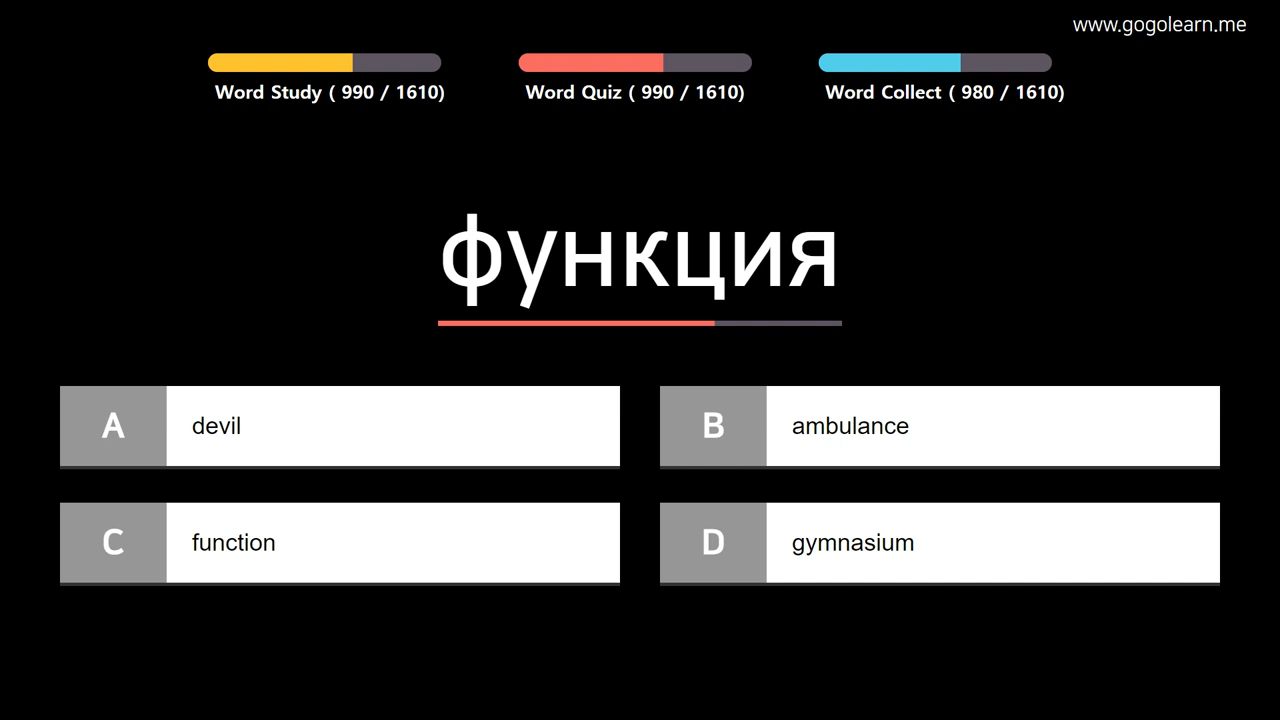 www.gogolearn.me
Word Study ( 990 / 1610)
Word Quiz ( 990 / 1610)
Word Collect ( 980 / 1610)
функция
A devil
B ambulance
C function
D gymnasium